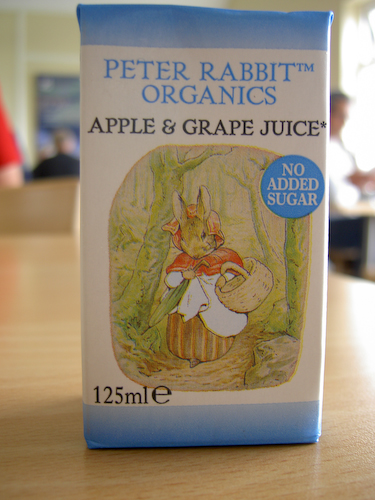 PETER RABBIT™
ORGANICS
APPLE & GRAPE JUICE*
NO
ADDED
SUGAR
125ml℮